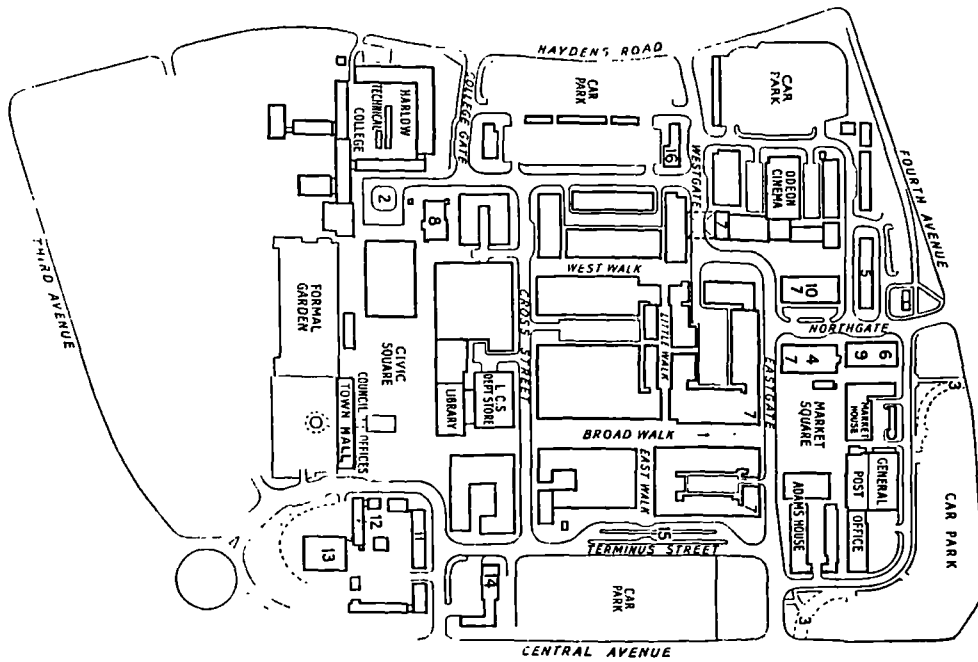 HAYDENS ROAD
CAR
PARK
CAR
PARK
FOURTH AVENUE
COLLEGE GATE
HARLOW
TECHNICAL
COLLEGE
16
WESTGATE
ODEON
CINEMA
2
8
7
5
WEST WALK
10
7
NORTHGATE
THIRD AVENUE
FORMAL
GARDEN
CIVIC
SQUARE
CROSS STREET
LITTLE WALK
EASTGATE
4
7
6
9
3
COUNCIL OFFICES
TOWN HALL
LIBRARY
L C S
DEPT STORE
7
MARKET
SQUARE
MARKET
HOUSE
BROAD WALK
EAST WALK
7
ADAMS HOUSE
GENERAL
POST
OFFICE
CAR PARK
12
11
13
15
TERMINUS STREET
14
CAR
PARK
3
CENTRAL AVENUE